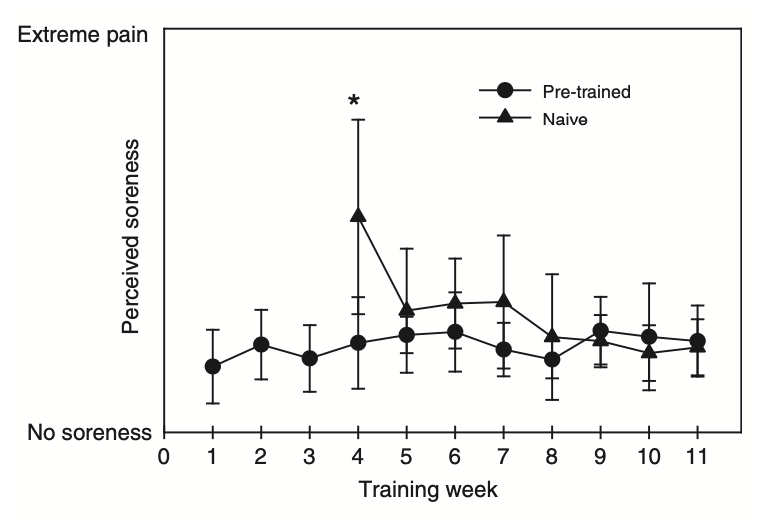 Extreme pain
*
Pre-trained
Naive
Perceived soreness
No soreness
0 1 2 3 4 5 6 7 8 9 10 11
Training week